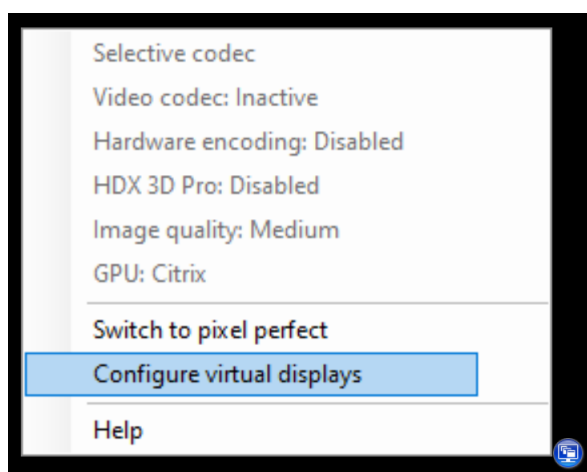 Selective codec
Video codec: Inactive
Hardware encoding: Disabled
HDX 3D Pro: Disabled
Image quality: Medium
GPU: Citrix
Switch to pixel perfect
Configure virtual displays
Help